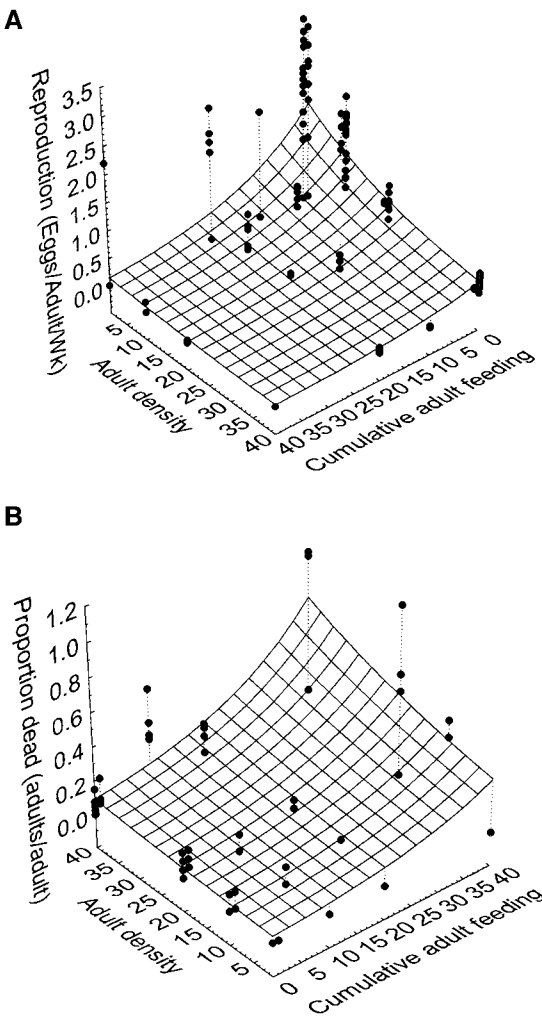 A
Reproduction (Eggs/Adult/Wk)
3.5
3.0
2.5
2.0
1.5
1.0
0.5
0.0
5 10 15 20 25 30 35 40
Adult density
40 35 30 25 20 15 10 5 0
Cumulative adult feeding
B
Proportion dead (adults/adult)
1.2
1.0
0.8
0.6
0.4
0.2
0.0
40 35 30 25 20 15 10 5
Adult density
0 5 10 15 20 25 30 35 40
Cumulative adult feeding